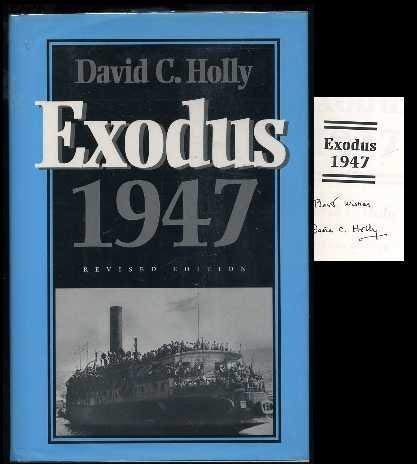 David C. Holly
Exodus
1947
REVISED EDITION
Exodus
1947
Best wishes
David C. Holly